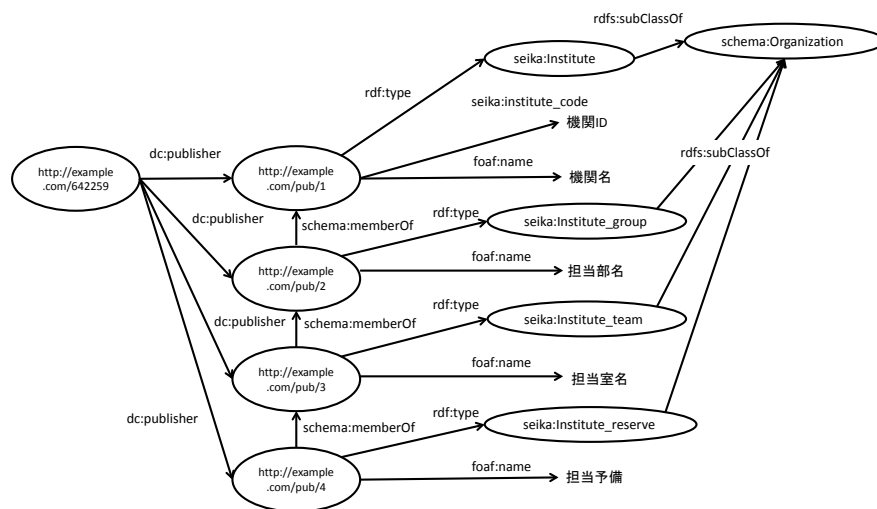 rdfs:subClassOf
schema:Organization
seika:Institute
rdf:type
seika:institute_code
機関ID
dc:publisher
foaf:name
rdfs:subClassOf
http://example
.com/642259
http://example
.com/pub/1
機関名
dc:publisher
schema:memberOf
rdf:type
seika:Institute_group
http://example
.com/pub/2
foaf:name
担当部名
dc:publisher
schema:memberOf
rdf:type
seika:Institute_team
http://example
.com/pub/3
foaf:name
担当室名
dc:publisher
schema:memberOf
rdf:type
seika:Institute_reserve
http://example
.com/pub/4
foaf:name
担当予備